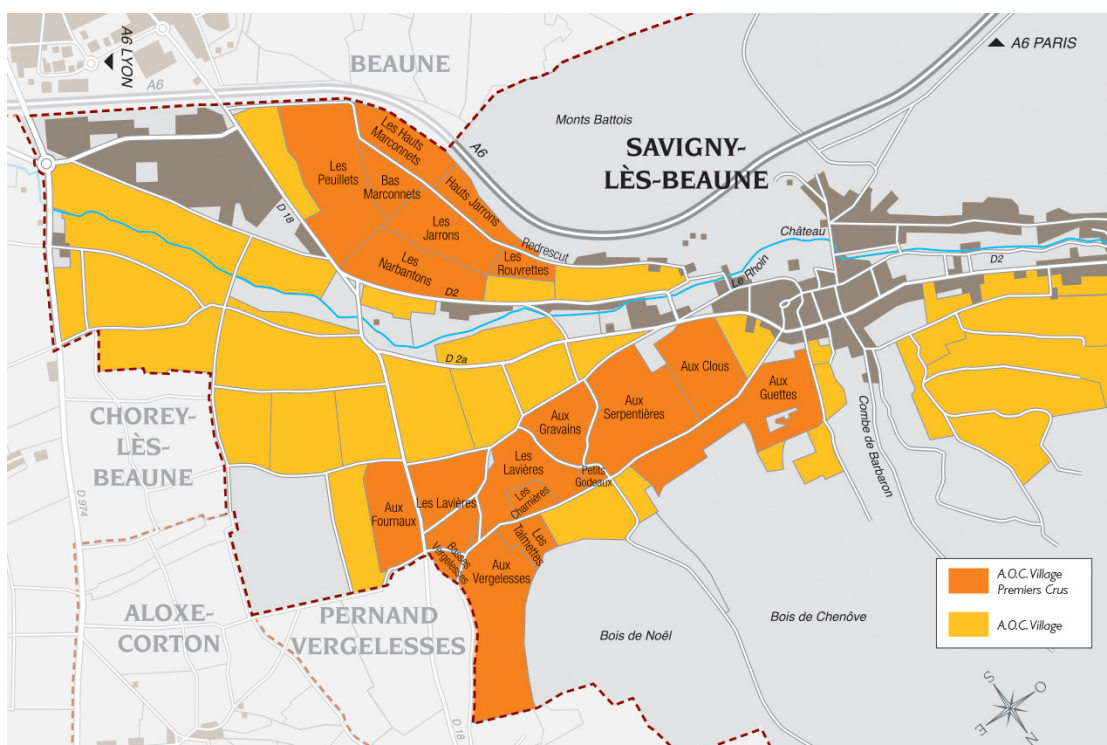 A6 LYON
A6
BEAUNE
A6 PARIS
Monts Battois
SAVIGNY-
LÈS-BEAUNE
A6
Les Hauts
Marconnets
Les
Peuillets
Bas
Marconnets
Hauts Jarrons
Les
Jarrons
Redrescut
Les
Rouvrettes
Les
Narbantons
D 18
D2
Château
Le Rhoin
D2
D 2a
Aux Clous
Aux
Guettes
Aux
Serpentières
Aux
Gravains
Les
Lavières
Petits
Godeaux
Les
Charnières
Les Lavières
Aux
Fournaux
Basses
Vergelesses
Les
Talmettes
Aux
Vergelesses
Combe de Barbaron
CHOREY-
LÈS-
BEAUNE
D 974
ALOXE-
CORTON
PERNAND
VERGELESSES
D 18
Bois de Noël
Bois de Chenôve
A.O.C. Village
Premiers Crus
A.O.C. Village
S
O
E
N